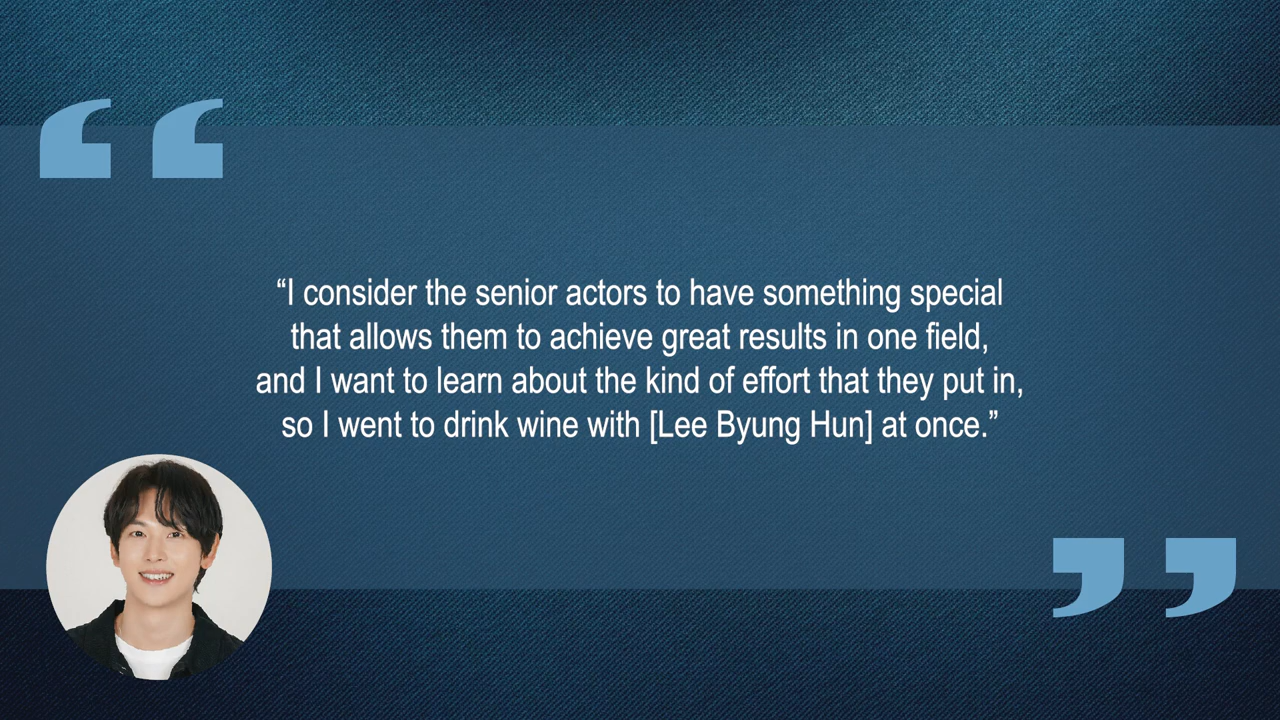 “I consider the senior actors to have something special
that allows them to achieve great results in one field,
and I want to learn about the kind of effort that they put in,
so I went to drink wine with [Lee Byung Hun] at once.”